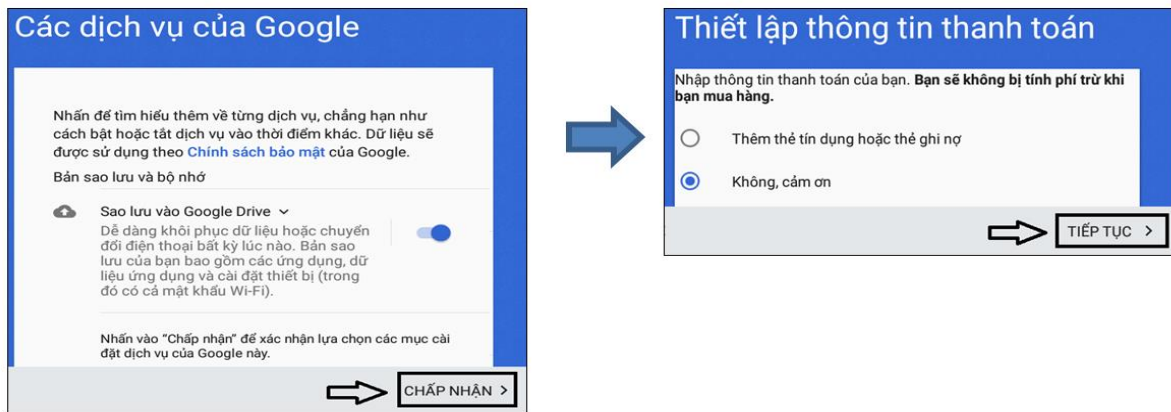 Các dịch vụ của Google
Nhấn để tìm hiểu thêm về từng dịch vụ, chẳng hạn như
cách bật hoặc tắt dịch vụ vào thời điểm khác. Dữ liệu sẽ
được sử dụng theo Chính sách bảo mật của Google.
Bản sao lưu và bộ nhớ
Sao lưu vào Google Drive
Dễ dàng khôi phục dữ liệu hoặc chuyển
đổi điện thoại bất kỳ lúc nào. Bản sao
lưu của bạn bao gồm các ứng dụng, dữ
liệu ứng dụng và cài đặt thiết bị (trong
đó có cả mật khẩu Wi-Fi).
Nhấn vào "Chấp nhận" để xác nhận lựa chọn các mục cài
đặt dịch vụ của Google này.
CHẤP NHẬN >
Thiết lập thông tin thanh toán
Nhập thông tin thanh toán của bạn. Bạn sẽ không bị tính phí trừ khi
bạn mua hàng.
Thêm thẻ tín dụng hoặc thẻ ghi nợ
Không, cảm ơn
TIẾP TỤC >